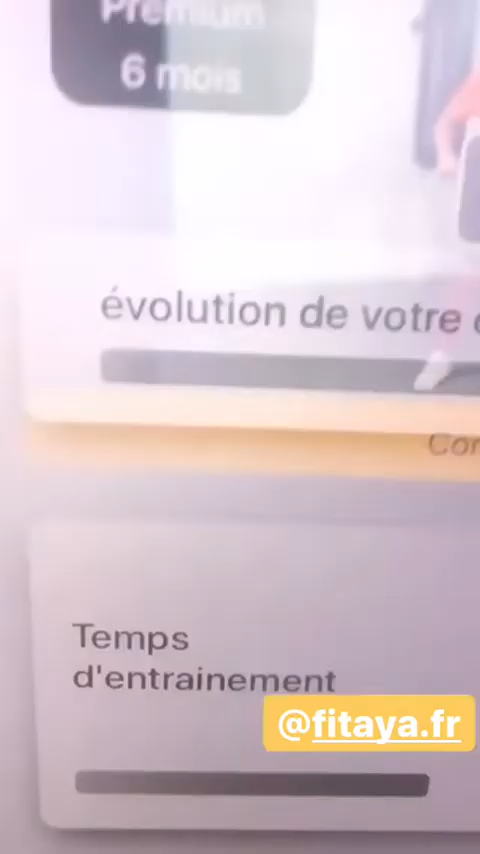 Premium
6 mois
évolution de votre
Temps
d'entrainement
@fitaya.fr